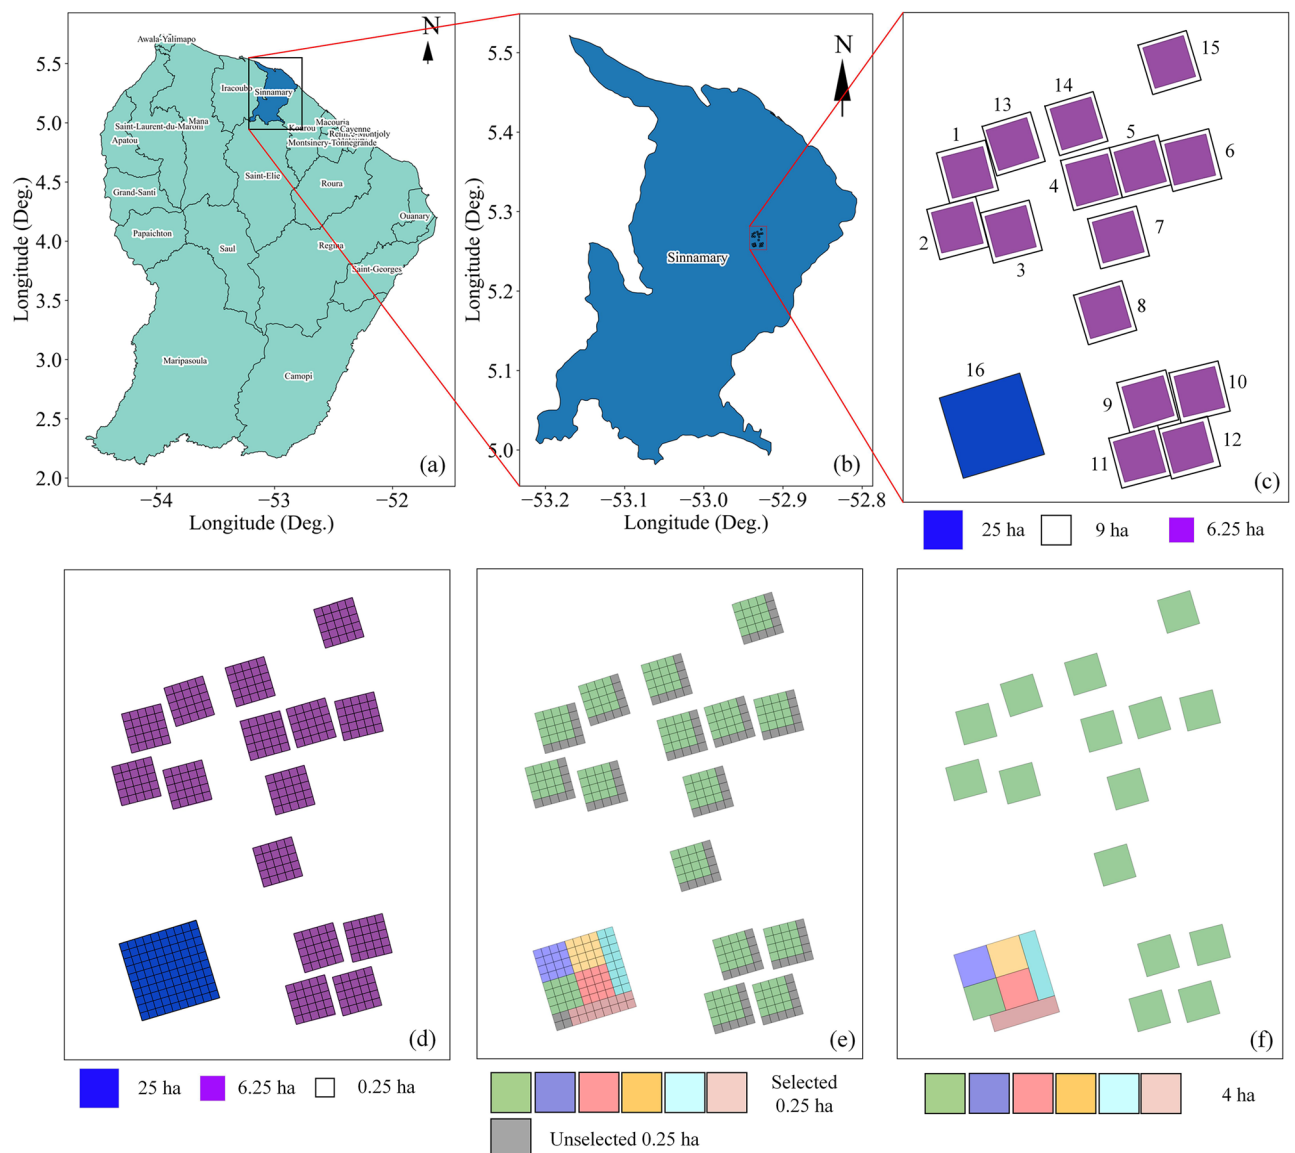 N
5.5
5.0
4.5
4.0
3.5
3.0
2.5
2.0
Longitude (Deg.)
Awala-Yalimapo
Iracoubo
Sinnamary
Mana
Saint-Laurent-du-Maroni
Apatou
Macouria
Cayenne
Kourou
Montsinery-Tonnegrande
Saint-Elie
Roura
Grand-Santi
Ouanary
Papaichton
Saul
Regina
Saint-Georges
Maripasoula
Camopi
(a)
−54
−53
−52
Longitude (Deg.)
N
5.5
5.4
5.3
5.2
5.1
5.0
Longitude (Deg.)
Sinnamary
(b)
−53.2
−53.1
−53.0
−52.9
−52.8
Longitude (Deg.)
15
14
13
1
5
6
4
2
3
7
8
16
9
10
11
12
(c)
25 ha
9 ha
6.25 ha
(d)
25 ha
6.25 ha
0.25 ha
(e)
Selected
0.25 ha
Unselected 0.25 ha
(f)
4 ha